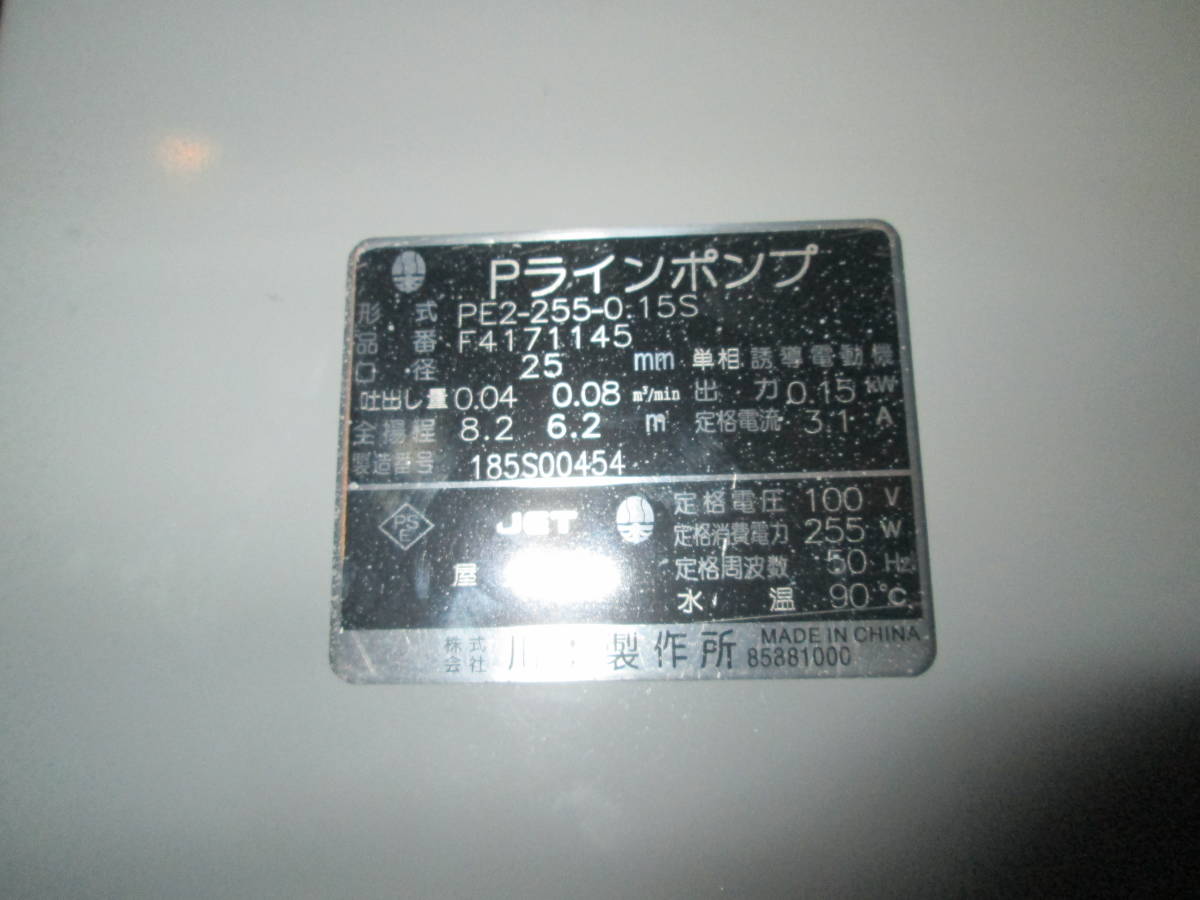 Pラインポンプ
形式 PE2-255-0.15S
品番 F4171145
口径 25 mm 単相誘導電動機
吐出し量 0.04 0.08 m³/min 出力 0.15 kW
全揚程 8.2 6.2 m 定格電流 3.1 A
製造番号 185S00454
PSE JET 定格電圧 100 V
定格消費電力 255 W
屋 定格周波数 50 Hz
水温 90 °C
株式会社 川 製作所 MADE IN CHINA
85381000